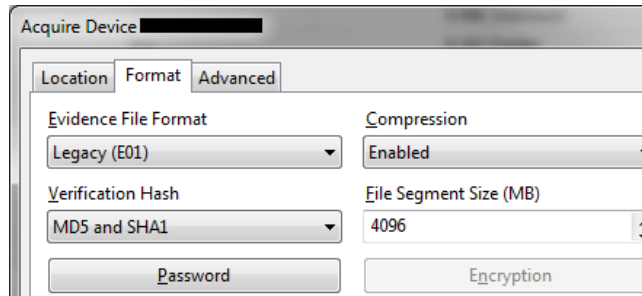 Acquire Device
Location Format Advanced
Evidence File Format Compression
Legacy (E01) Enabled
Verification Hash File Segment Size (MB)
MD5 and SHA1 4096
Password Encryption